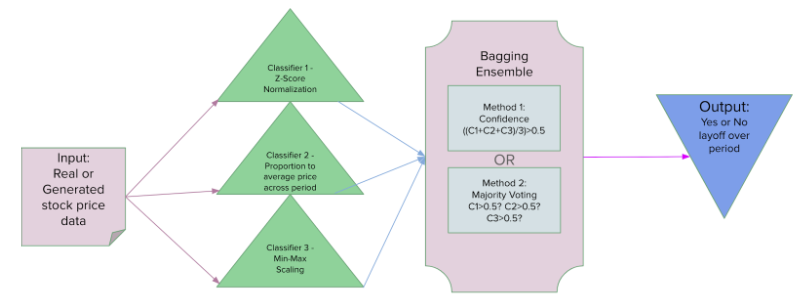 Input:
Real or
Generated
stock price
data
Classifier 1 -
Z-Score
Normalization
Classifier 2 -
Proportion to
average price
across period
Classifier 3 -
Min-Max
Scaling
Bagging
Ensemble
Method 1:
Confidence
((C1+C2+C3)/3)>0.5
OR
Method 2:
Majority Voting
C1>0.5? C2>0.5?
C3>0.5?
Output:
Yes or No
layoff over
period